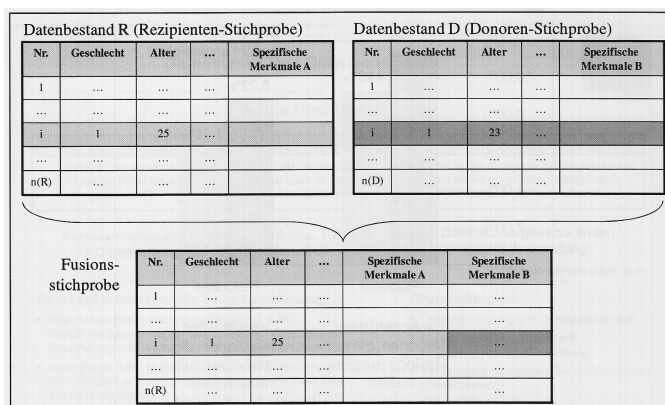 Datenbestand R (Rezipienten-Stichprobe)
Nr. Geschlecht Alter … Spezifische Merkmale A
1 … … …
… … … …
i 1 25 …
… … … …
n(R) … … …
Datenbestand D (Donoren-Stichprobe)
Nr. Geschlecht Alter … Spezifische Merkmale B
1 … … …
… … … …
i 1 23 …
… … … …
n(D) … … …
Fusions-
stichprobe
Nr. Geschlecht Alter … Spezifische Merkmale A Spezifische Merkmale B
1 … … … …
… … … … …
i 1 25 … …
… … … … …
n(R) … … … …